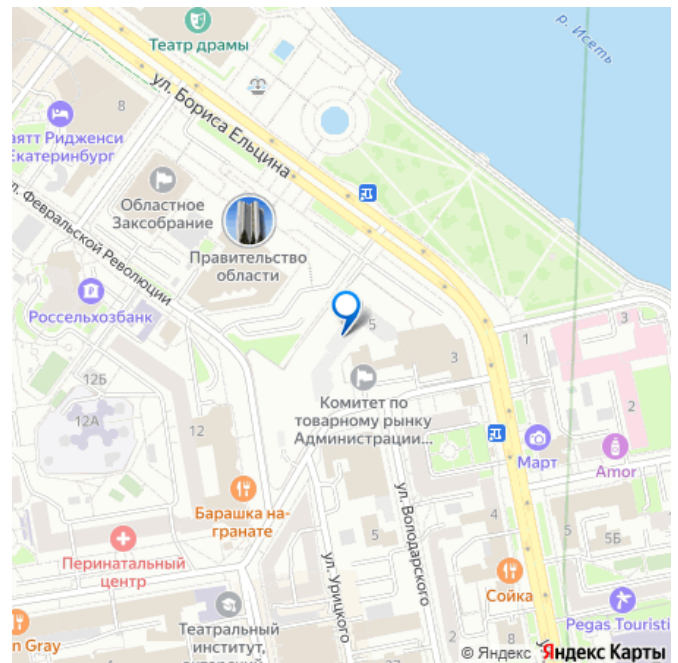 Театр драмы
р. Исеть
ул. Бориса Ельцина
8
аятт Ридженси
Екатеринбург
Областное
Заксобрание
л. Февральской Революции
Правительство
области
Россельхозбанк
5
3
1
3
12Б
Комитет по
товарному рынку
Администрации...
2
12А
12
Март
Amor
Барашка на-
гранате
ул. Володарского
5
4
5
5Б
Перинатальный
центр
ул. Урицкого
Сойка
Театральный
институт,
Pegas Touristi
n Gray
2
8
© Яндекс Яндекс Карты